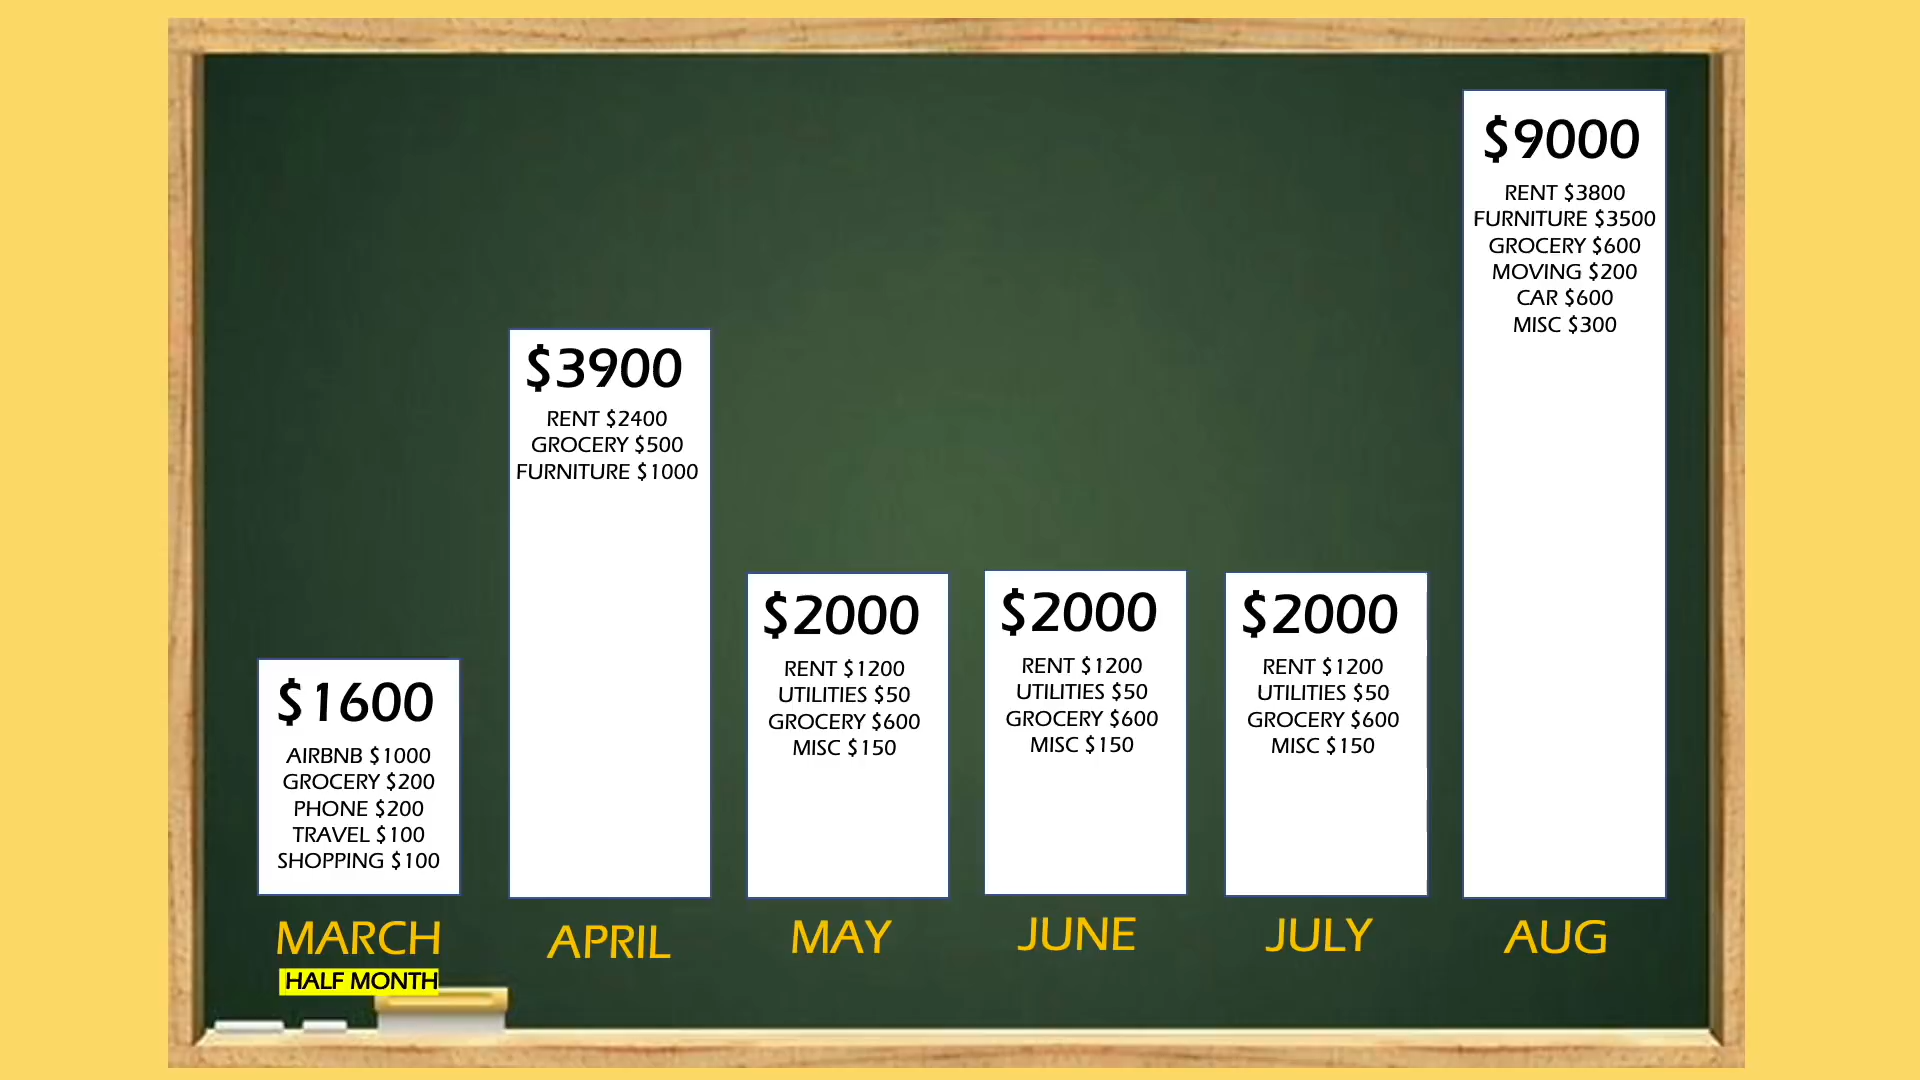 $1600
AIRBNB $1000
GROCERY $200
PHONE $200
TRAVEL $100
SHOPPING $100
MARCH
HALF MONTH
$3900
RENT $2400
GROCERY $500
FURNITURE $1000
APRIL
$2000
RENT $1200
UTILITIES $50
GROCERY $600
MISC $150
MAY
$2000
RENT $1200
UTILITIES $50
GROCERY $600
MISC $150
JUNE
$2000
RENT $1200
UTILITIES $50
GROCERY $600
MISC $150
JULY
$9000
RENT $3800
FURNITURE $3500
GROCERY $600
MOVING $200
CAR $600
MISC $300
AUG